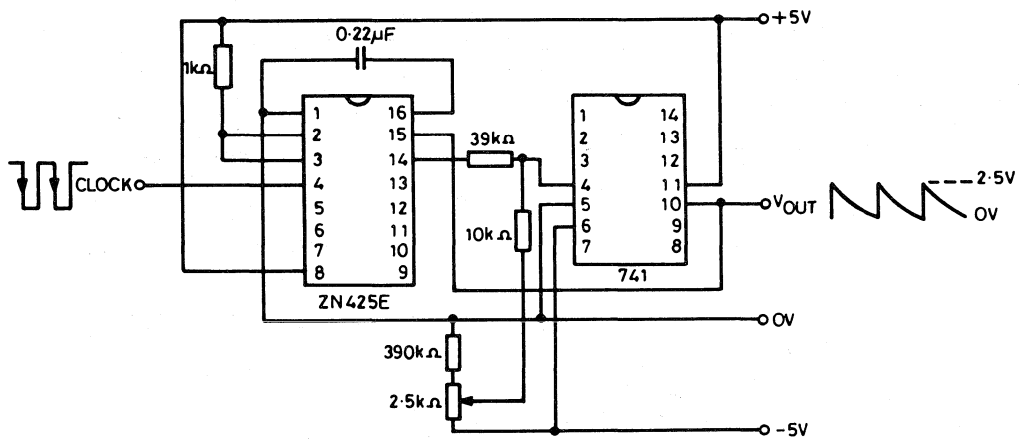 +5V
0·22µF
1kΩ
1 16
2 15
3 14
4 13
5 12
6 11
7 10
8 9
ZN425E
CLOCK
39kΩ
10kΩ
1 14
2 13
3 12
4 11
5 10
6 9
7 8
741
VOUT
2·5V
0V
0V
390kΩ
2·5kΩ
-5V